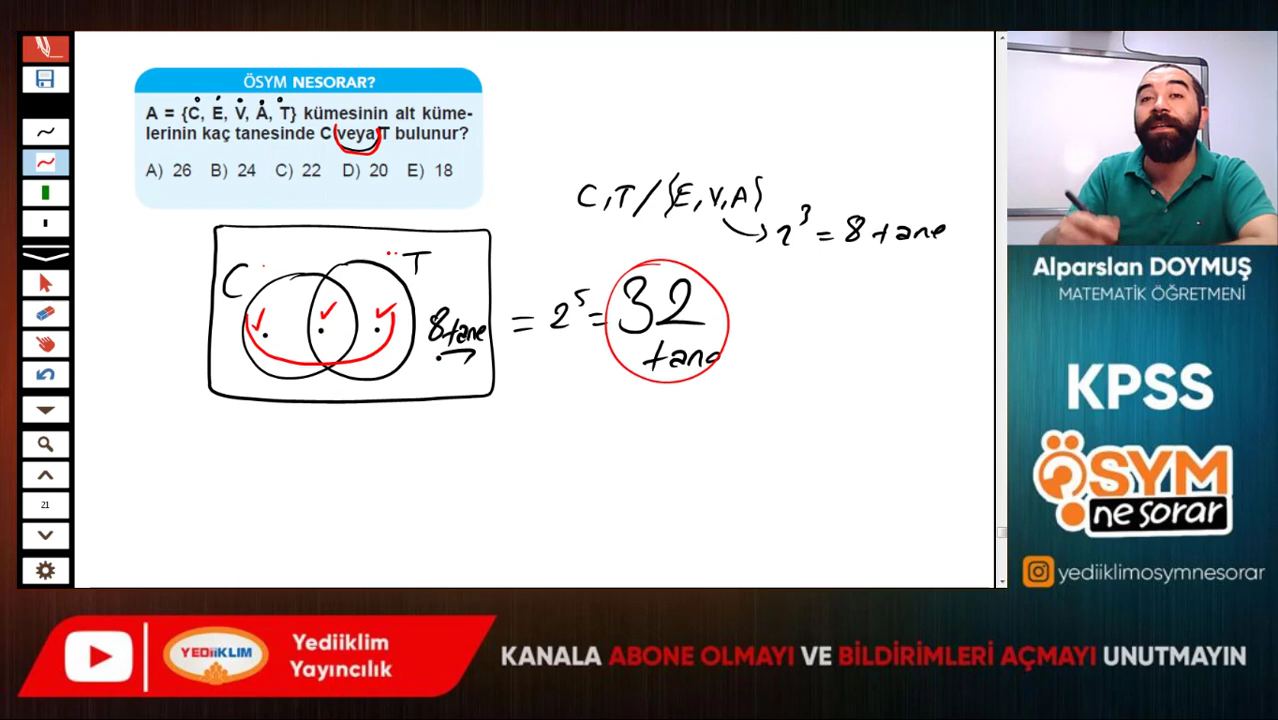 ÖSYM NESORAR?
A = {C, E, V, A, T} kümesinin alt küme-
lerinin kaç tanesinde C veya T bulunur?
A) 26 B) 24 C) 22 D) 20 E) 18
C, T / {E, V, A}
2³ = 8 tane
C T
8 tane = 2⁵ = 32
tane
21
Alparslan DOYMUŞ
MATEMATİK ÖĞRETMENİ
KPSS
ÖSYM
ne sorar
yediiklimosymnesorar
YEDİİKLİM
Yediiklim
Yayıncılık
KANALA ABONE OLMAYI VE BİLDİRİMLERİ AÇMAYI UNUTMAYIN